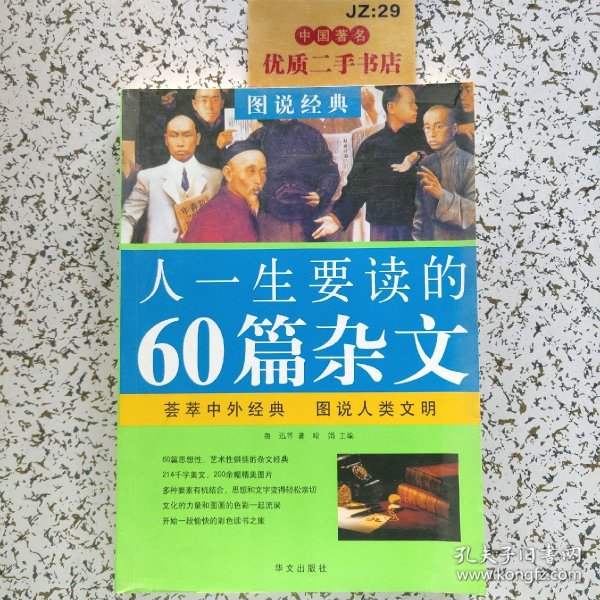 JZ:29
中国著名
优质二手书店
图说经典
人一生要读的
60篇杂文
荟萃中外经典 图说人类文明
鲁 迅等 著 喻 娟 主编
60篇思想性、艺术性俱佳的杂文经典
214千字美文，200余幅精美图片
多种要素有机结合，思想和文字变得轻松亲切
文化的力量和图画的色彩一起流淌
开始一段愉快的彩色读书之旅
华文出版社
孔夫子旧书网
www.kongfz.com